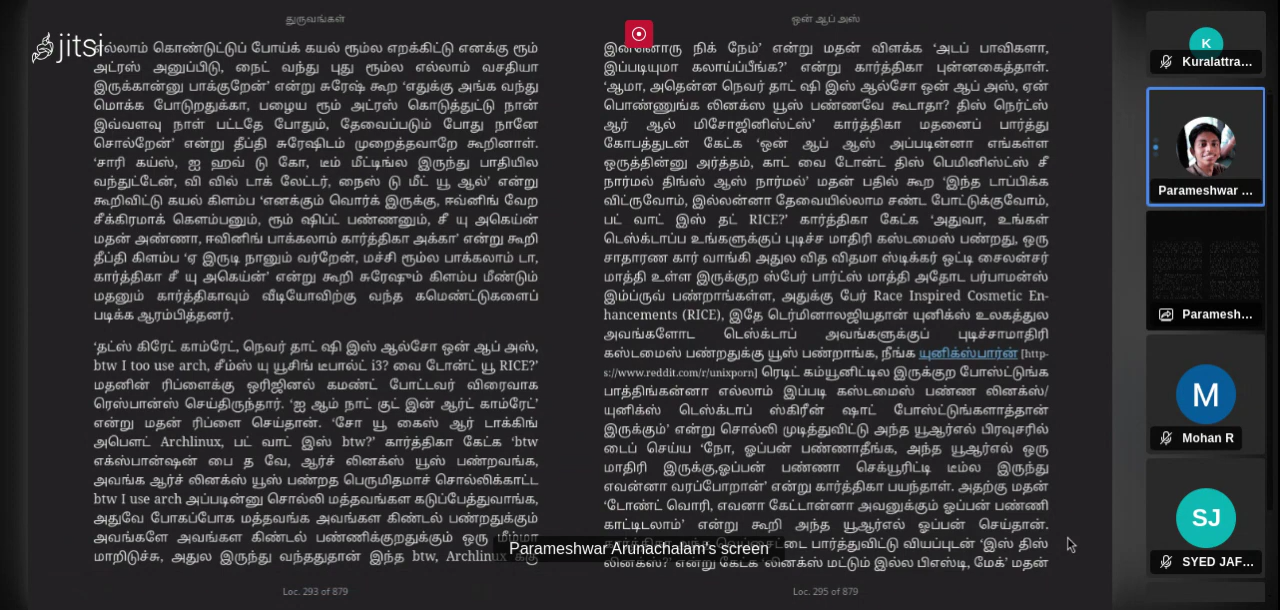 துருவங்கள்
எல்லாம் கொண்டுட்டுப் போய்க் கயல் ரூம்ல எறக்கிட்டு எனக்கு ரூம்
அட்ரஸ் அனுப்பிடு, நைட் வந்து புது ரூம்ல எல்லாம் வசதியா
இருக்கான்னு பாக்குறேன்' என்று சுரேஷ் கூற 'எதுக்கு அங்க வந்து
மொக்க போடுறதுக்கா, பழைய ரூம் அட்ரஸ் கொடுத்துட்டு நான்
இவ்வளவு நாள் பட்டதே போதும், தேவைப்படும் போது நானே
சொல்றேன்' என்று தீப்தி சுரேஷிடம் முறைத்தவாறே கூறினாள்.
'சாரி கய்ஸ், ஐ ஹவ் டு கோ, டீம் மீட்டிங்ல இருந்து பாதியில
வந்துட்டேன், வி வில் டாக் லேட்டர், நைஸ் டு மீட் யூ ஆல்' என்று
கூறிவிட்டு கயல் கிளம்ப 'எனக்கும் வொர்க் இருக்கு, ஈவ்னிங் வேற
சீக்கிரமாக் கெளம்பனும், ரூம் ஷிப்ட் பண்ணனும், சீ யு அகெய்ன்
மதன் அண்ணா, ஈவினிங் பாக்கலாம் கார்த்திகா அக்கா' என்று கூறி
தீப்தி கிளம்ப 'ஏ இருடி நானும் வர்றேன், மச்சி ரூம்ல பாக்கலாம் டா,
கார்த்திகா சீ யு அகெய்ன்' என்று கூறி சுரேஷும் கிளம்ப மீண்டும்
மதனும் கார்த்திகாவும் வீடியோவிற்கு வந்த கமெண்ட்டுகளைப்
படிக்க ஆரம்பித்தனர்.
'தட்ஸ் கிரேட் காம்ரேட், நெவர் தாட் ஷி இஸ் ஆல்சோ ஒன் ஆப் அஸ்,
btw I too use arch, சீம்ஸ் யு யூசிங் டீபால்ட் i3? வை டோன்ட் யூ RICE?'
மதனின் ரிப்ளைக்கு ஒரிஜினல் கமண்ட் போட்டவர் விரைவாக
ரெஸ்பான்ஸ் செய்திருந்தார். 'ஐ ஆம் நாட் குட் இன் ஆர்ட் காம்ரேட்'
என்று மதன் ரிப்ளை செய்தான். 'சோ யூ கைஸ் ஆர் டாக்கிங்
அபௌட் Archlinux, பட் வாட் இஸ் btw?' கார்த்திகா கேட்க 'btw
எக்ஸ்பான்ஷன் பை த வே, ஆர்ச் லினக்ஸ் யூஸ் பண்றவங்க,
அவங்க ஆர்ச் லினக்ஸ் யூஸ் பண்றத பெருமிதமாச் சொல்லிக்காட்ட
btw I use arch அப்படின்னு சொல்லி மத்தவங்கள கடுப்பேத்துவாங்க,
அதுவே போகப்போக மத்தவங்க அவங்கள கிண்டல் பண்றதுக்கும்
அவங்களே அவங்கள கிண்டல் பண்ணிக்குறதுக்கும் ஒரு மீம்மா
மாறிடுச்சு, அதுல இருந்து வந்ததுதான் இந்த btw, Archlinux க்கு
Loc. 293 of 879
ஒன் ஆப் அஸ்
இன்னொரு நிக் நேம்' என்று மதன் விளக்க 'அடப் பாவிகளா,
இப்படியுமா கலாய்ப்பீங்க?' என்று கார்த்திகா புன்னகைத்தாள்.
'ஆமா, அதென்ன நெவர் தாட் ஷி இஸ் ஆல்சோ ஒன் ஆப் அஸ், ஏன்
பொண்ணுங்க லினக்ஸ யூஸ் பண்ணவே கூடாதா? திஸ் நெர்ட்ஸ்
ஆர் ஆல் மிசோஜினிஸ்ட்ஸ்' கார்த்திகா மதனைப் பார்த்து
கோபத்துடன் கேட்க 'ஒன் ஆப் ஆஸ் அப்படின்னா எங்கள்ள
ஒருத்தின்னு அர்த்தம், காட் வை டோன்ட் திஸ் பெமினிஸ்ட்ஸ் சீ
நார்மல் திங்ஸ் ஆஸ் நார்மல்' மதன் பதில் கூற 'இந்த டாப்பிக்க
விட்ருவோம், இல்லன்னா தேவையில்லாம சண்ட போட்டுக்குவோம்,
பட் வாட் இஸ் தட் RICE?' கார்த்திகா கேட்க 'அதுவா, உங்கள்
டெஸ்க்டாப்ப உங்களுக்குப் புடிச்ச மாதிரி கஸ்டமைஸ் பண்றது, ஒரு
சாதாரண கார் வாங்கி அதுல வித விதமா ஸ்டிக்கர் ஒட்டி சைலன்சர்
மாத்தி உள்ள இருக்குற ஸ்பேர் பார்ட்ஸ் மாத்தி அதோட பர்பாமன்ஸ்
இம்ப்ருவ் பண்றாங்கள்ள, அதுக்கு பேர் Race Inspired Cosmetic En-
hancements (RICE), இதே டெர்மினாலஜியதான் யுனிக்ஸ் உலகத்துல
அவங்களோட டெஸ்க்டாப் அவங்களுக்குப் புடிச்சாமாதிரி
கஸ்டமைஸ் பண்றதுக்கு யூஸ் பண்றாங்க, நீங்க யுனிக்ஸ்பார்ன் [http-
s://www.reddit.com/r/unixporn] ரெடிட் கம்யூனிட்டில இருக்குற போஸ்ட்டுங்க
பாத்திங்கன்னா எல்லாம் இப்படி கஸ்டமைஸ் பண்ண லினக்ஸ்/
யுனிக்ஸ் டெஸ்க்டாப் ஸ்கிரீன் ஷாட் போஸ்ட்டுங்களாத்தான்
இருக்கும்' என்று சொல்லி முடித்துவிட்டு அந்த யூஆர்எல் பிரவுசரில்
டைப் செய்ய 'நோ, ஓப்பன் பண்ணாதீங்க, அந்த யூஆர்எல் ஒரு
மாதிரி இருக்கு,ஓப்பன் பண்ணா செக்யூரிட்டி டீம்ல இருந்து
எவன்னா வரப்போறான்' என்று கார்த்திகா பயந்தாள். அதற்கு மதன்
'டோண்ட் வொரி, எவனா கேட்டான்னா அவனுக்கும் ஓப்பன் பண்ணி
காட்டிடலாம்' என்று கூறி அந்த யூஆர்எல் ஓப்பன் செய்தான்.
கார்த்திகா அந்த வெப்சைட்டை பார்த்துவிட்டு வியப்புடன் 'இஸ் திஸ்
லினக்ஸ்?' என்று கேட்க 'லினக்ஸ் மட்டும் இல்ல பிஎஸ்டி, மேக்' மதன்
Loc. 295 of 879
jitsi
Parameshwar Arunachalam's screen
K
Kuralattra...
Parameshwar ...
Paramesh...
M
Mohan R
SJ
SYED JAF...